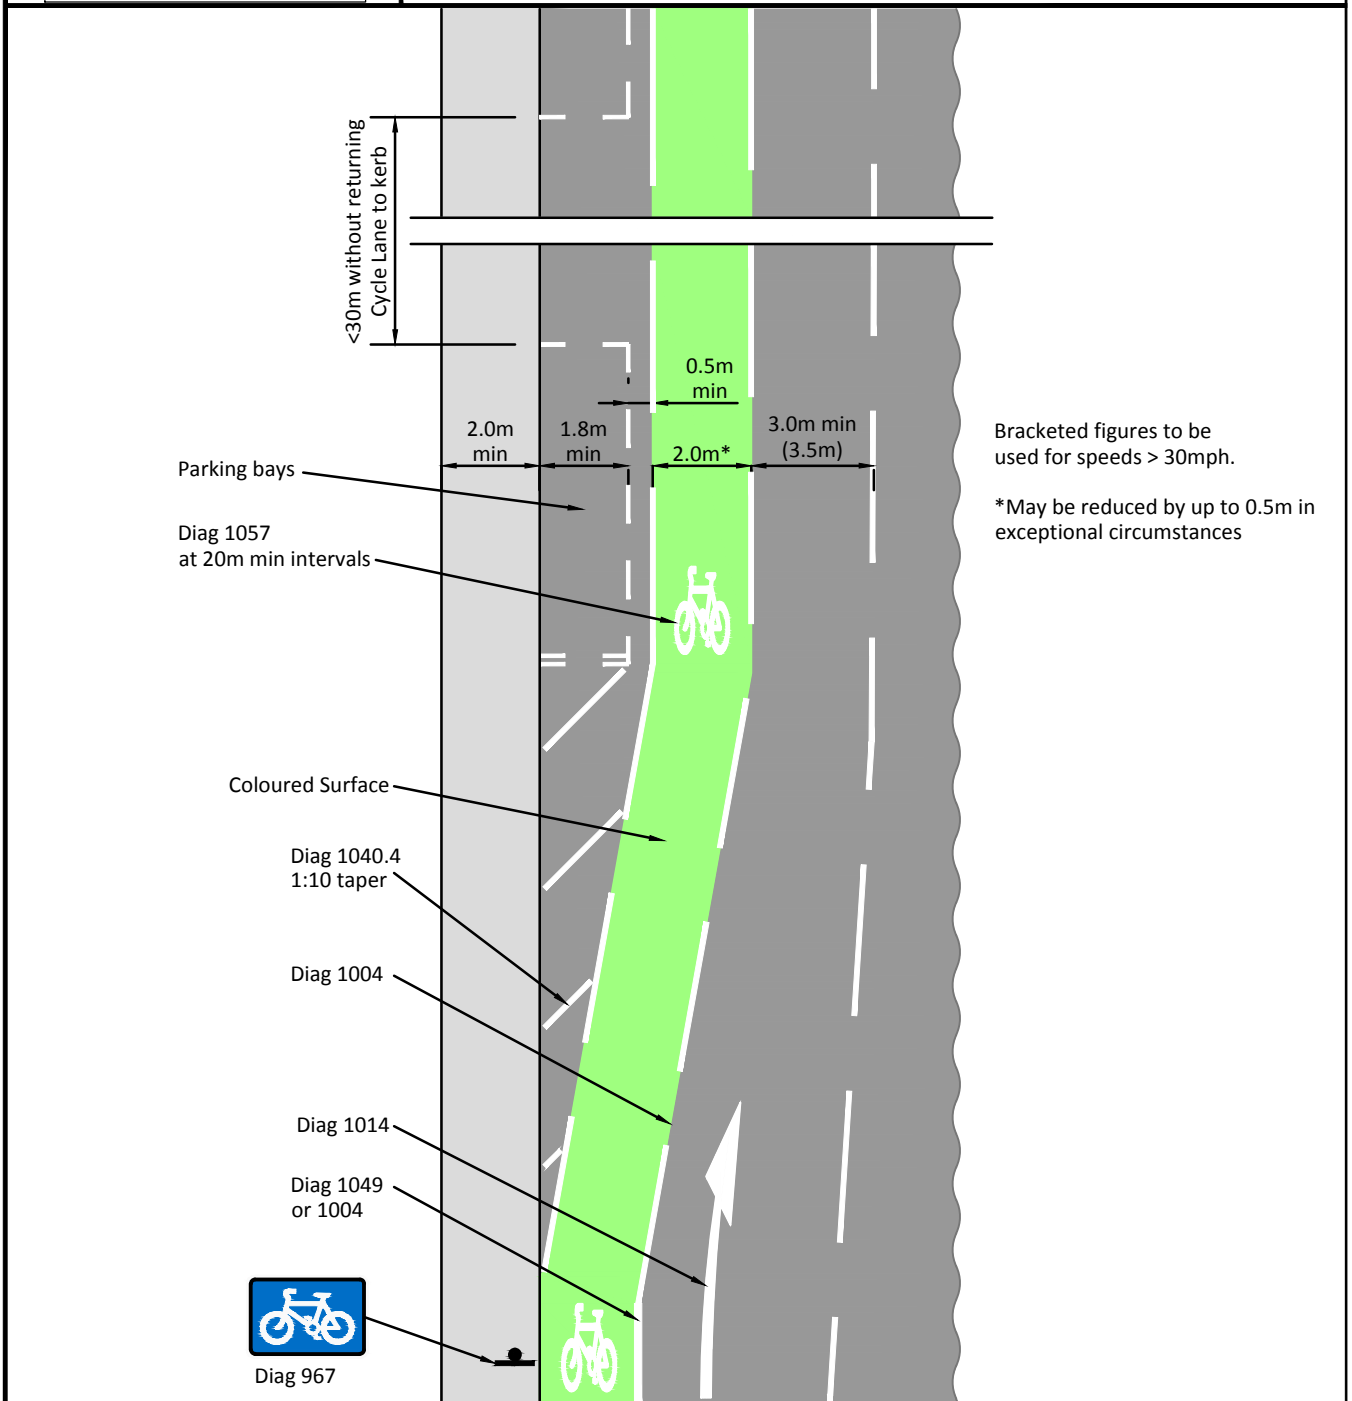 <30m without returning
Cycle Lane to kerb
0.5m
min
2.0m
min
1.8m
min
2.0m*
3.0m min
(3.5m)
Bracketed figures to be
used for speeds > 30mph.
*May be reduced by up to 0.5m in
exceptional circumstances
Parking bays
Diag 1057
at 20m min intervals
Coloured Surface
Diag 1040.4
1:10 taper
Diag 1004
Diag 1014
Diag 1049
or 1004
Diag 967